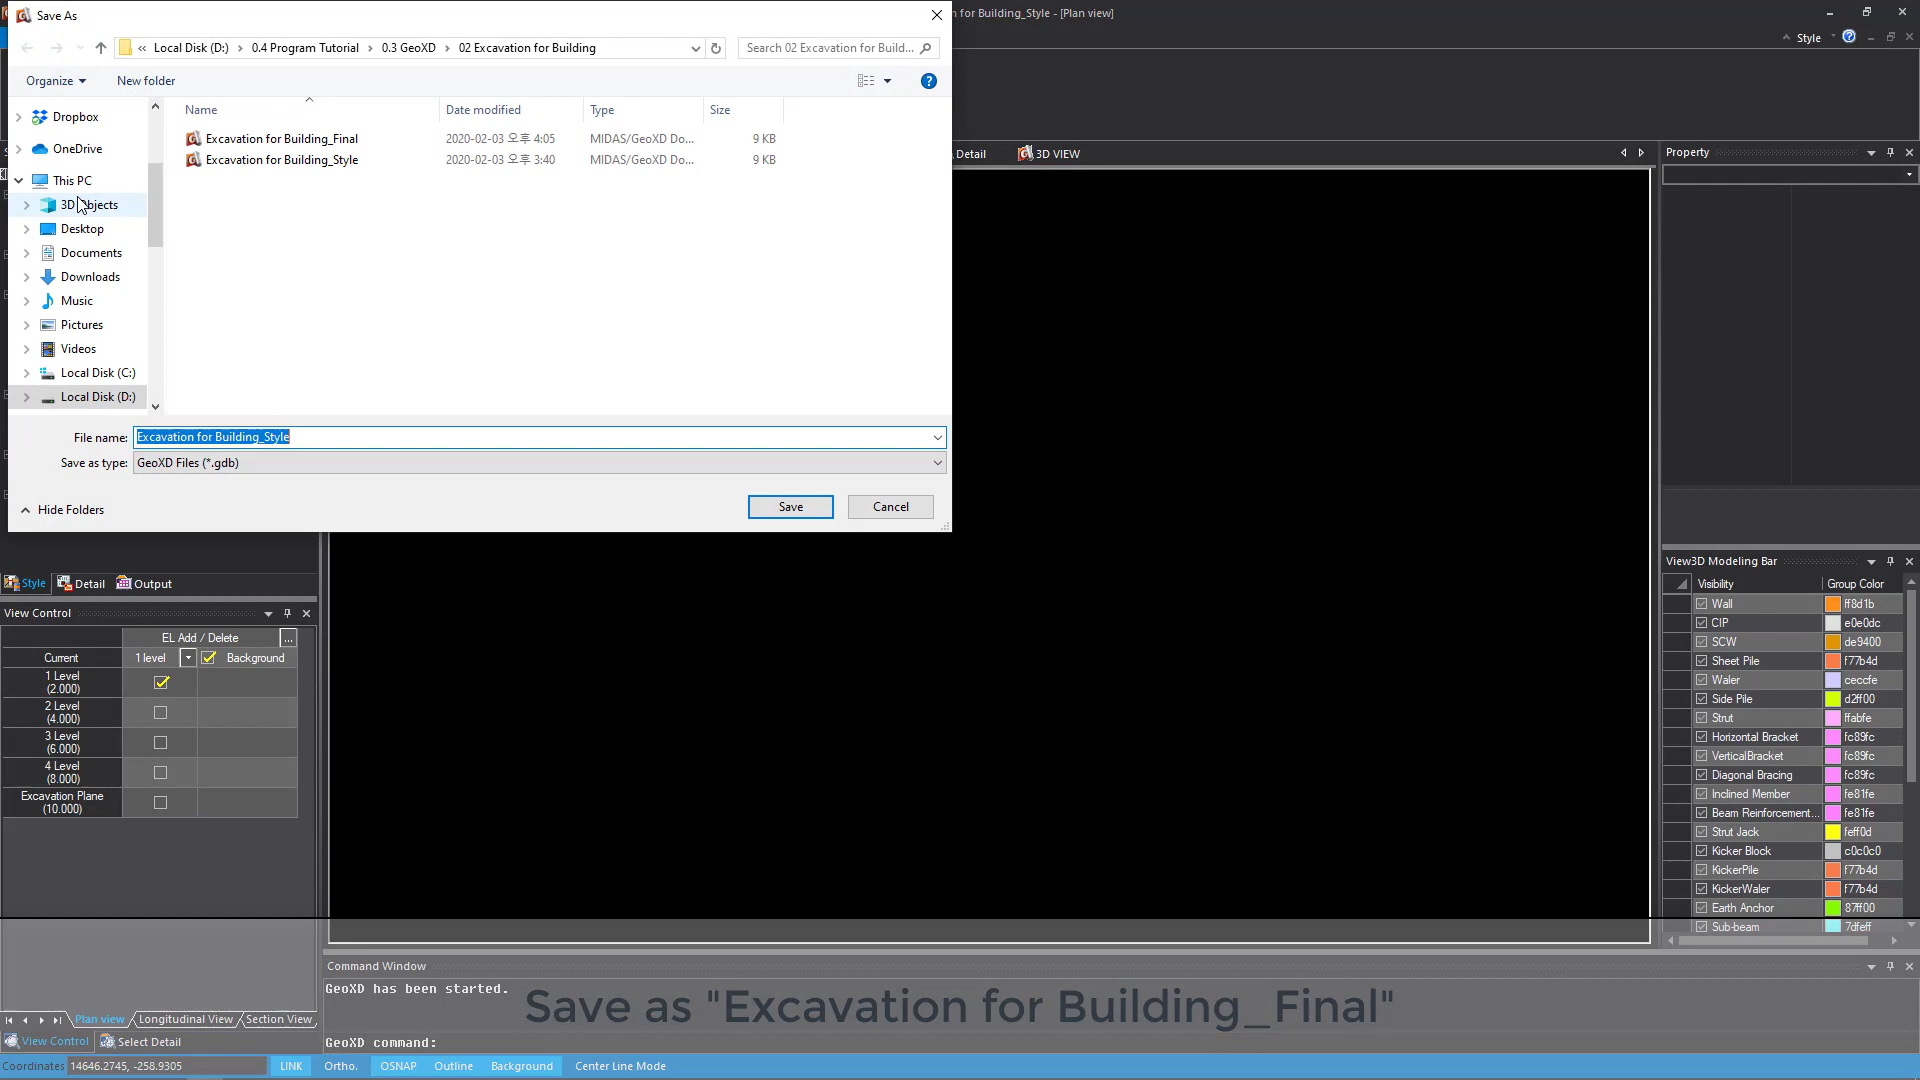 Save As
n for Building_Style - [Plan view]
Style
« Local Disk (D:) > 0.4 Program Tutorial > 0.3 GeoXD > 02 Excavation for Building
Search 02 Excavation for Build...
Organize
New folder
Name
Date modified
Type
Size
Dropbox
OneDrive
This PC
3D Objects
Desktop
Documents
Downloads
Music
Pictures
Videos
Local Disk (C:)
Local Disk (D:)
Excavation for Building_Final 2020-02-03 오후 4:05 MIDAS/GeoXD Do... 9 KB
Excavation for Building_Style 2020-02-03 오후 3:40 MIDAS/GeoXD Do... 9 KB
File name: Excavation for Building_Style
Save as type: GeoXD Files (*.gdb)
Hide Folders
Save
Cancel
Detail
3D VIEW
Property
Style
Detail
Output
View Control
EL Add / Delete ...
Current 1 level Background
1 Level
(2.000)
2 Level
(4.000)
3 Level
(6.000)
4 Level
(8.000)
Excavation Plane
(10.000)
View3D Modeling Bar
Visibility Group Color
Wall ff8d1b
CIP e0e0dc
SCW de9400
Sheet Pile f77b4d
Waler ceccfe
Side Pile d2ff00
Strut ffabfe
Horizontal Bracket fc89fc
VerticalBracket fc89fc
Diagonal Bracing fc89fc
Inclined Member fe81fe
Beam Reinforcement... fe81fe
Strut Jack feff0d
Kicker Block c0c0c0
KickerPile f77b4d
KickerWaler f77b4d
Earth Anchor 87ff00
Sub-beam 7dfeff
Command Window
GeoXD has been started.
Save as "Excavation for Building_Final"
GeoXD command:
Plan view
Longitudinal View
Section View
View Control
Select Detail
Coordinates 14646.2745, -258.9305
LINK
Ortho.
OSNAP
Outline
Background
Center Line Mode